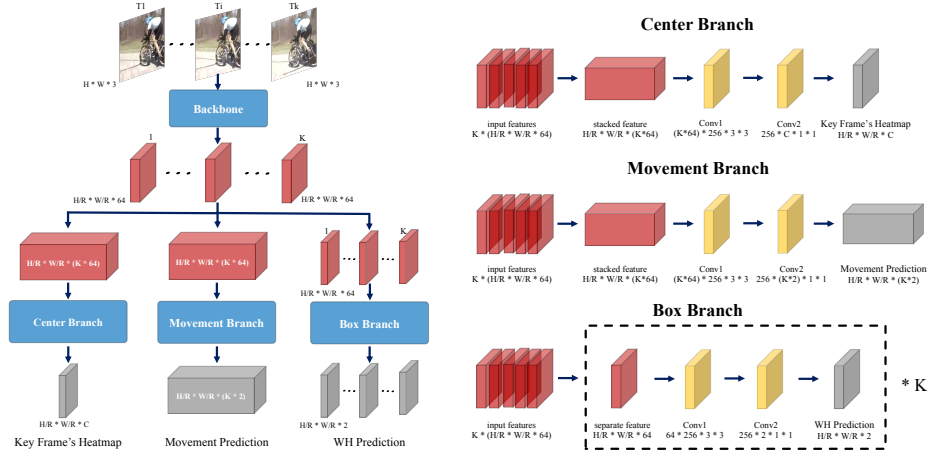 T1
Ti
Tk
H * W * 3
H * W * 3
Backbone
1
K
H/R * W/R * 64
H/R * W/R * 64
H/R * W/R * (K * 64)
H/R * W/R * (K * 64)
1
K
H/R * W/R * 64
Center Branch
Movement Branch
Box Branch
H/R * W/R * C
H/R * W/R * (K * 2)
H/R * W/R * 2
Key Frame's Heatmap
Movement Prediction
WH Prediction
Center Branch
input features
K * (H/R * W/R * 64)
stacked feature
H/R * W/R * (K*64)
Conv1
(K*64) * 256 * 3 * 3
Conv2
256 * C * 1 * 1
Key Frame's Heatmap
H/R * W/R * C
Movement Branch
input features
K * (H/R * W/R * 64)
stacked feature
H/R * W/R * (K*64)
Conv1
(K*64) * 256 * 3 * 3
Conv2
256 * (K*2) * 1 * 1
Movement Prediction
H/R * W/R * (K*2)
Box Branch
input features
K * (H/R * W/R * 64)
separate feature
H/R * W/R * 64
Conv1
64 * 256 * 3 * 3
Conv2
256 * 2 * 1 * 1
WH Prediction
H/R * W/R * 2
* K